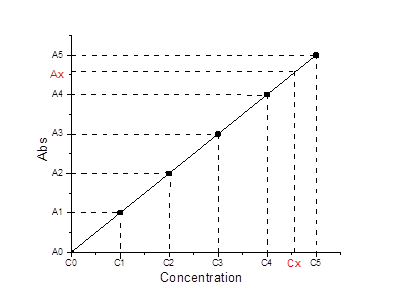 Abs
A5
Ax
A4
A3
A2
A1
A0
C0 C1 C2 C3 C4 Cx C5
Concentration